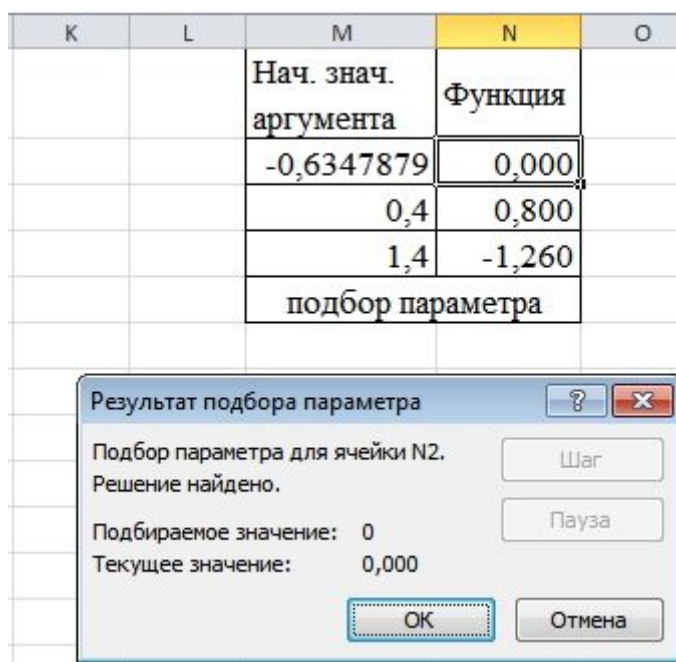 K L M N O
Нач. знач.
аргумента
Функция
-0,6347879 0,000
0,4 0,800
1,4 -1,260
подбор параметра
Результат подбора параметра ?
Подбор параметра для ячейки N2.
Решение найдено.
Шаг
Подбираемое значение: 0
Пауза
Текущее значение: 0,000
ОК Отмена